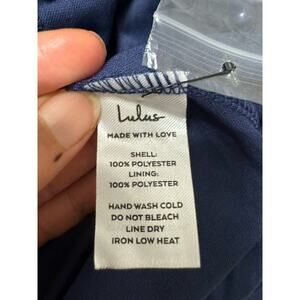 Lulus
MADE WITH LOVE
SHELL:
100% POLYESTER
LINING:
100% POLYESTER
HAND WASH COLD
DO NOT BLEACH
LINE DRY
IRON LOW HEAT